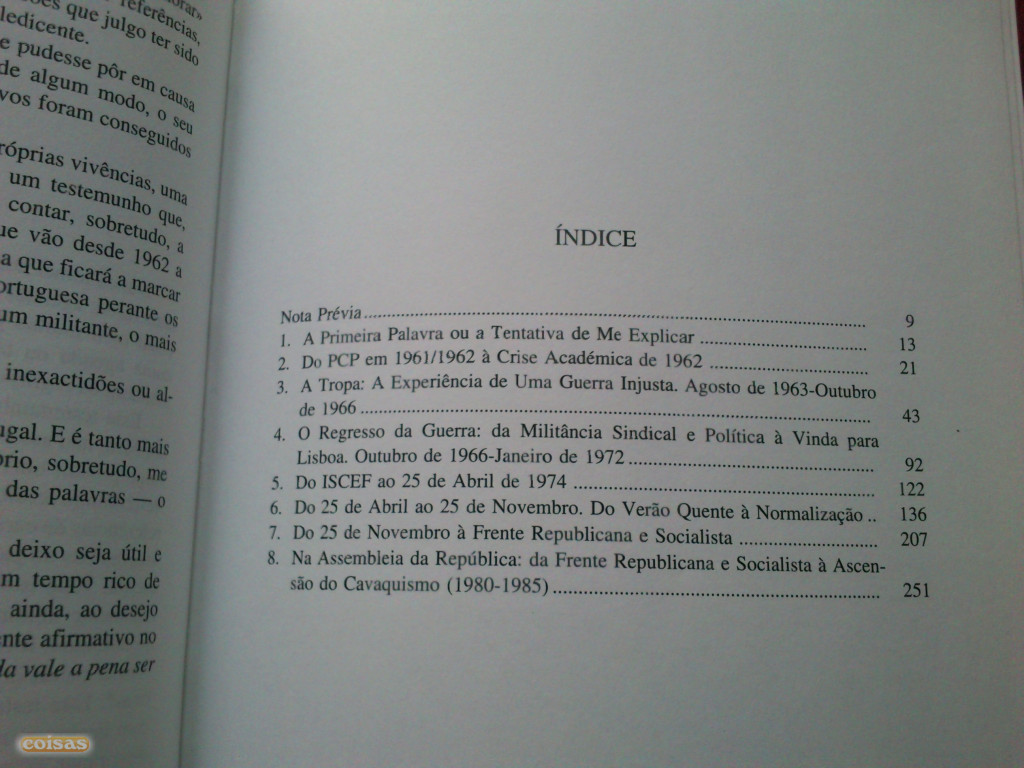 referências,
que julgo ter sido
ledicente.
e pudesse pôr em causa
de algum modo, o seu
vos foram conseguidos
róprias vivências, uma
um testemunho que,
contar, sobretudo, a
ue vão desde 1962 a
a que ficará a marcar
ortuguesa perante os
um militante, o mais
inexactidões ou al-
ugal. E é tanto mais
brio, sobretudo, me
das palavras — o
deixo seja útil e
m tempo rico de
ainda, ao desejo
ente afirmativo no
da vale a pena ser
ÍNDICE
Nota Prévia ........ 9
1. A Primeira Palavra ou a Tentativa de Me Explicar ........ 13
2. Do PCP em 1961/1962 à Crise Académica de 1962 ........ 21
3. A Tropa: A Experiência de Uma Guerra Injusta. Agosto de 1963-Outubro
de 1966 ........ 43
4. O Regresso da Guerra: da Militância Sindical e Política à Vinda para
Lisboa. Outubro de 1966-Janeiro de 1972 ........ 92
5. Do ISCEF ao 25 de Abril de 1974 ........ 122
6. Do 25 de Abril ao 25 de Novembro. Do Verão Quente à Normalização .. 136
7. Do 25 de Novembro à Frente Republicana e Socialista ........ 207
8. Na Assembleia da República: da Frente Republicana e Socialista à Ascen-
são do Cavaquismo (1980-1985) ........ 251
coisas